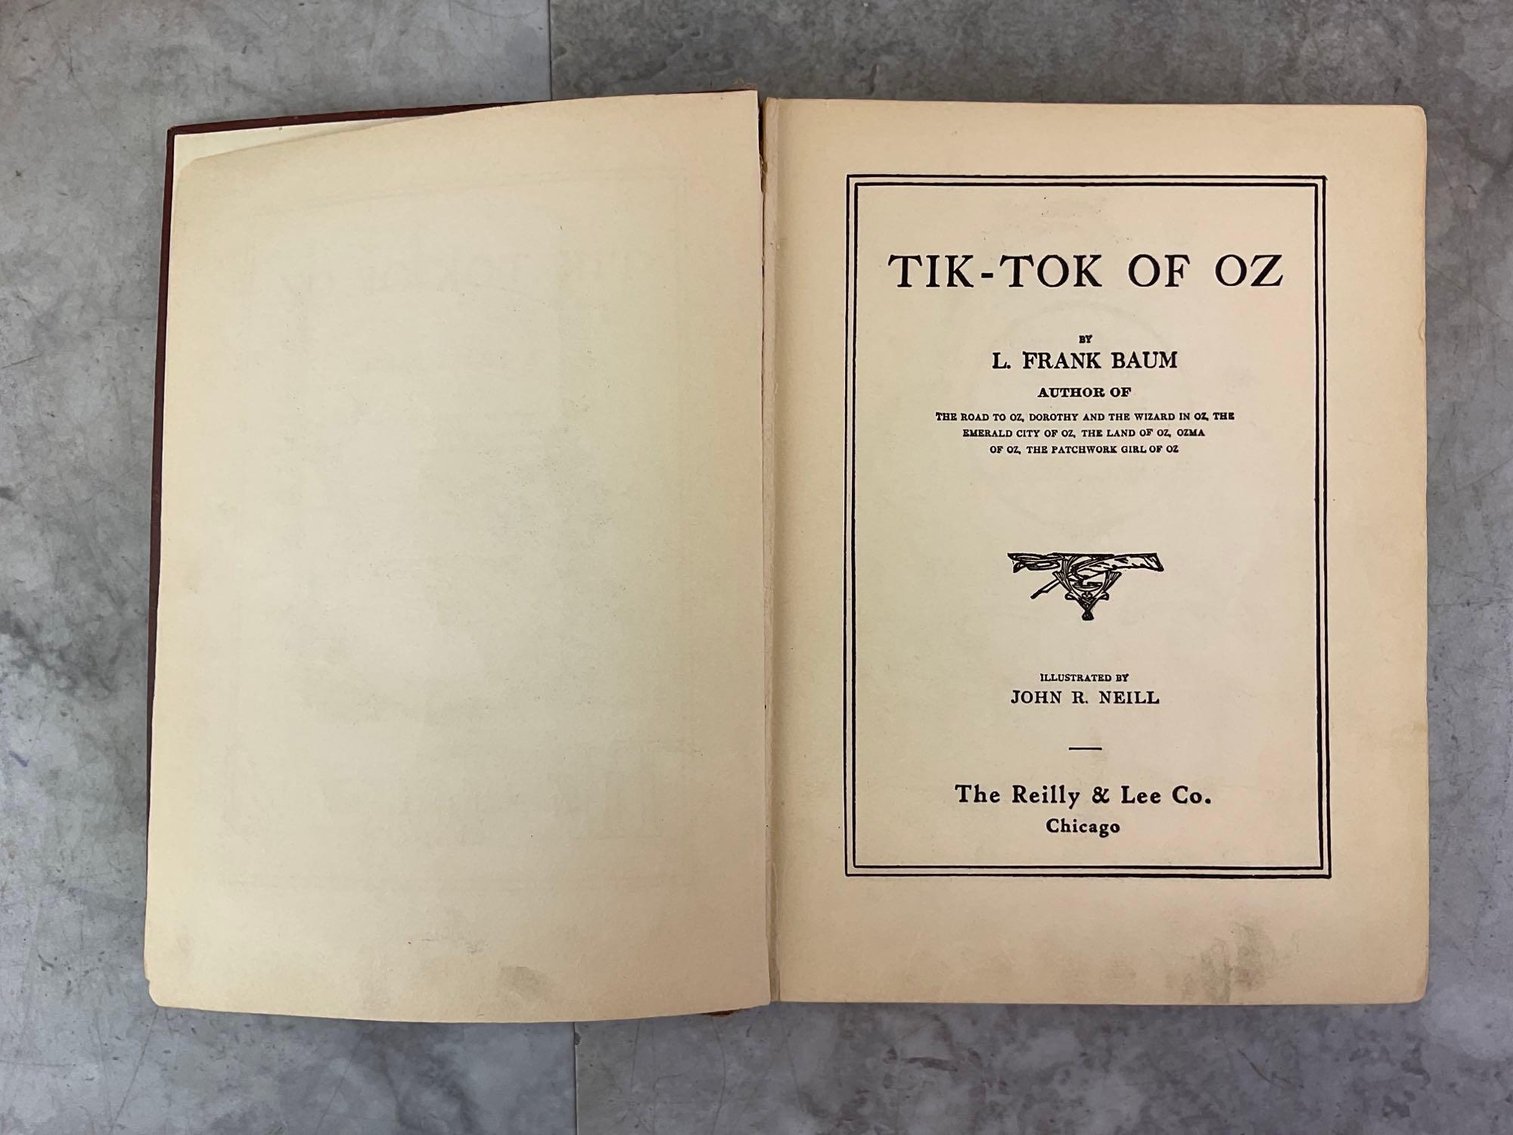 TIK-TOK OF OZ
BY
L. FRANK BAUM
AUTHOR OF
THE ROAD TO OZ, DOROTHY AND THE WIZARD IN OZ, THE
EMERALD CITY OF OZ, THE LAND OF OZ, OZMA
OF OZ, THE PATCHWORK GIRL OF OZ
ILLUSTRATED BY
JOHN R. NEILL
The Reilly & Lee Co.
Chicago